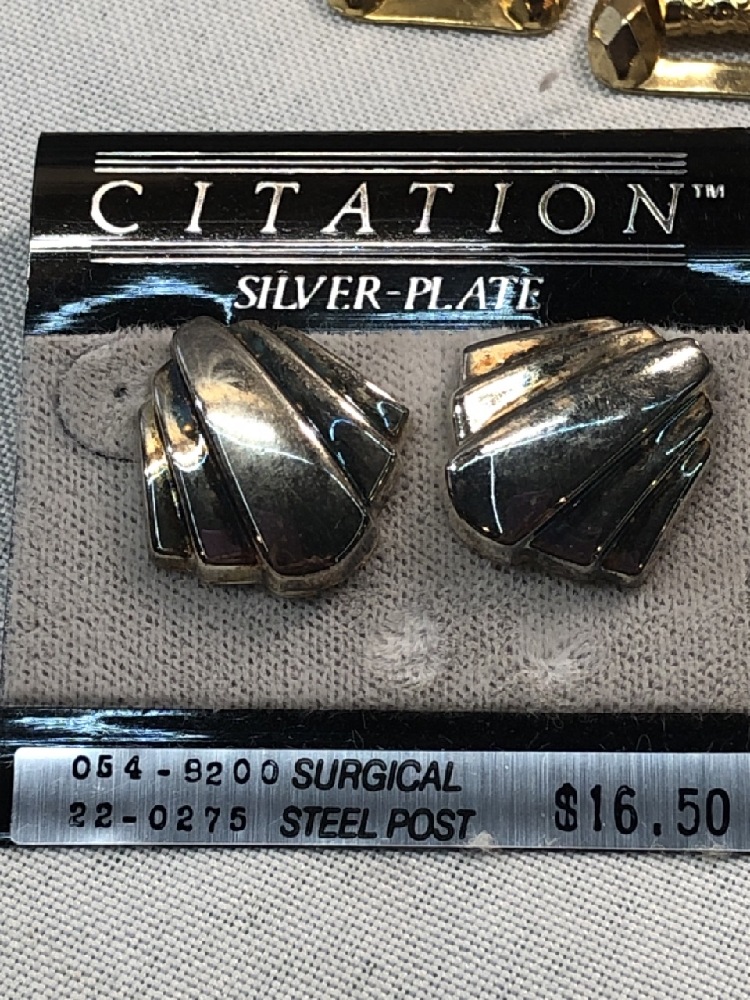 CITATION™
SILVER-PLATE
054-9200 SURGICAL
22-0275 STEEL POST
$16.50